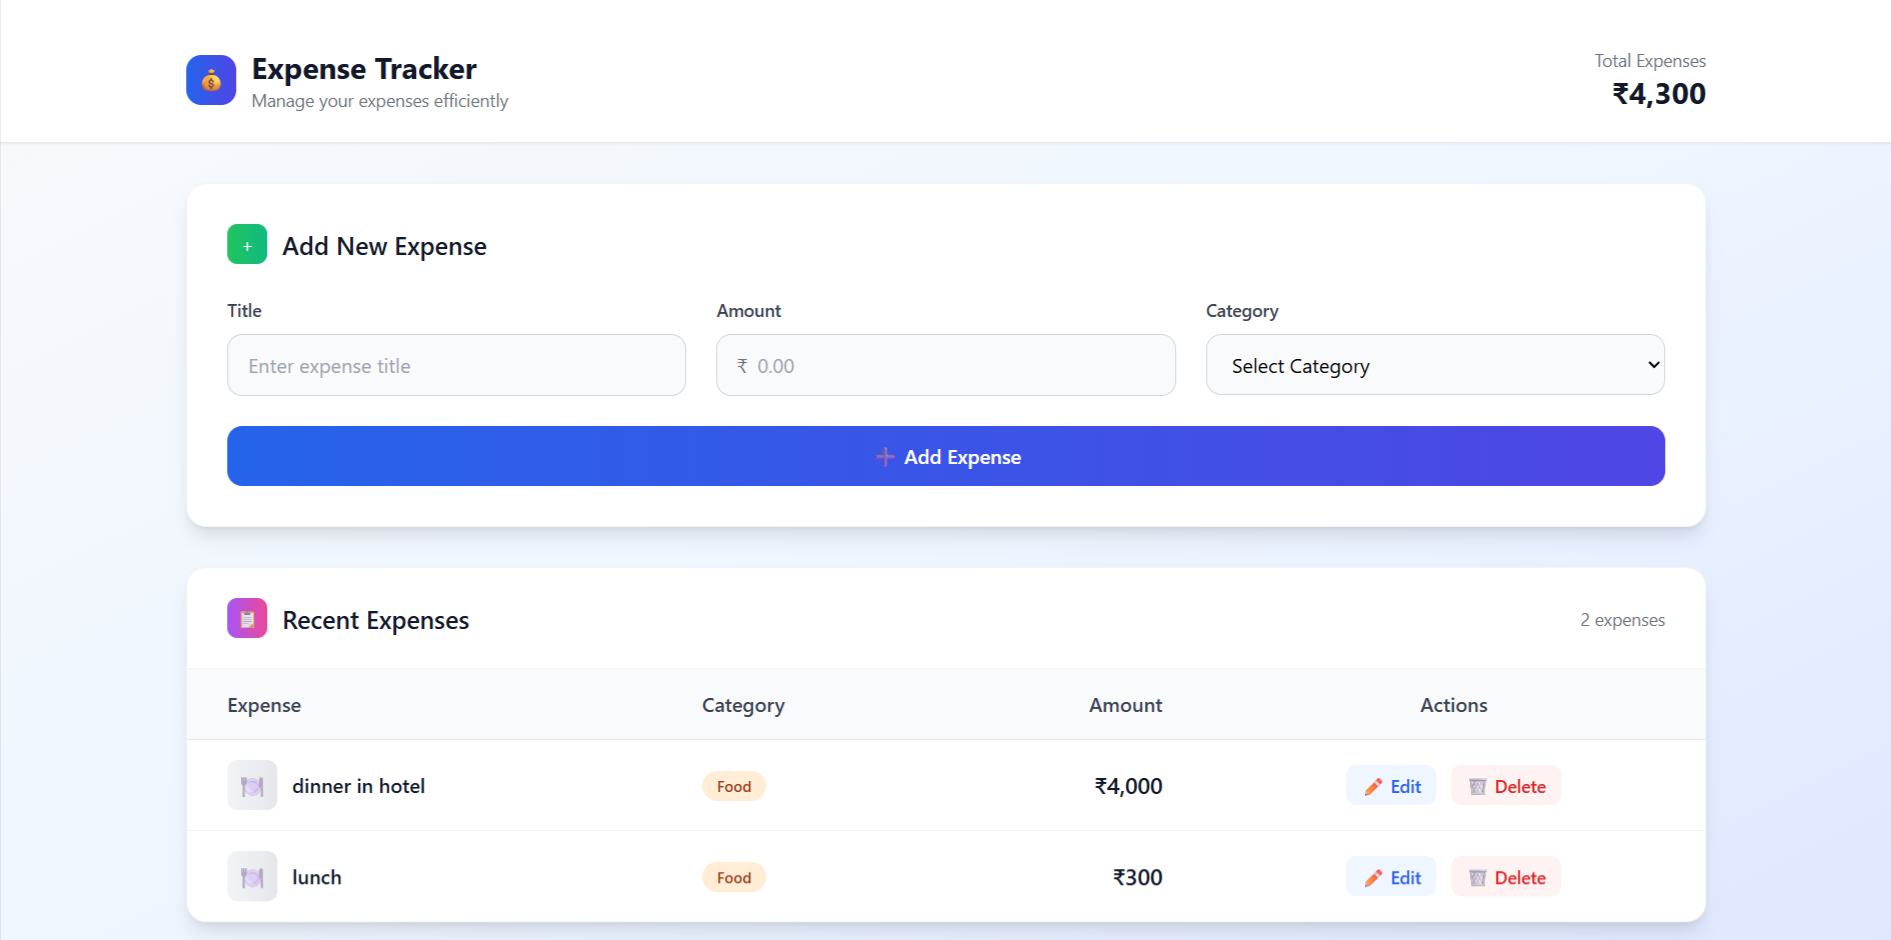 Expense Tracker
Manage your expenses efficiently
Total Expenses
₹4,300
+ Add New Expense
Title
Amount
Category
Enter expense title
₹ 0.00
Select Category
➕ Add Expense
Recent Expenses
2 expenses
Expense Category Amount Actions
dinner in hotel Food ₹4,000 Edit Delete
lunch Food ₹300 Edit Delete